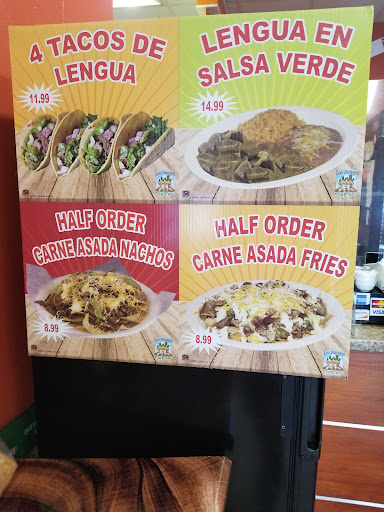 4 TACOS DE
LENGUA
11.99
LENGUA EN
SALSA VERDE
14.99
HALF ORDER
CARNE ASADA NACHOS
8.99
HALF ORDER
CARNE ASADA FRIES
8.99
VISA